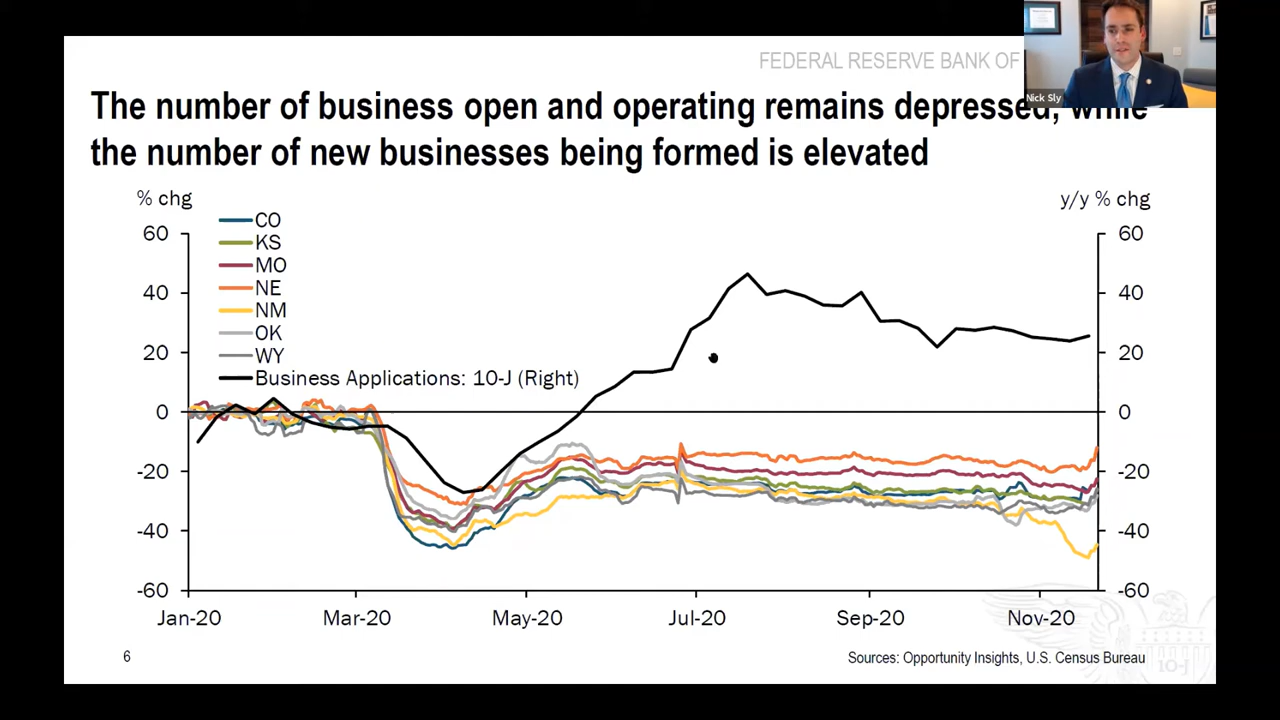 FEDERAL RESERVE BANK OF
Nick Sly
The number of business open and operating remains depressed, while
the number of new businesses being formed is elevated
% chg
y/y % chg
CO
KS
MO
NE
NM
OK
WY
Business Applications: 10-J (Right)
60
40
20
0
-20
-40
-60
60
40
20
0
-20
-40
-60
Jan-20 Mar-20 May-20 Jul-20 Sep-20 Nov-20
6
Sources: Opportunity Insights, U.S. Census Bureau
10-J